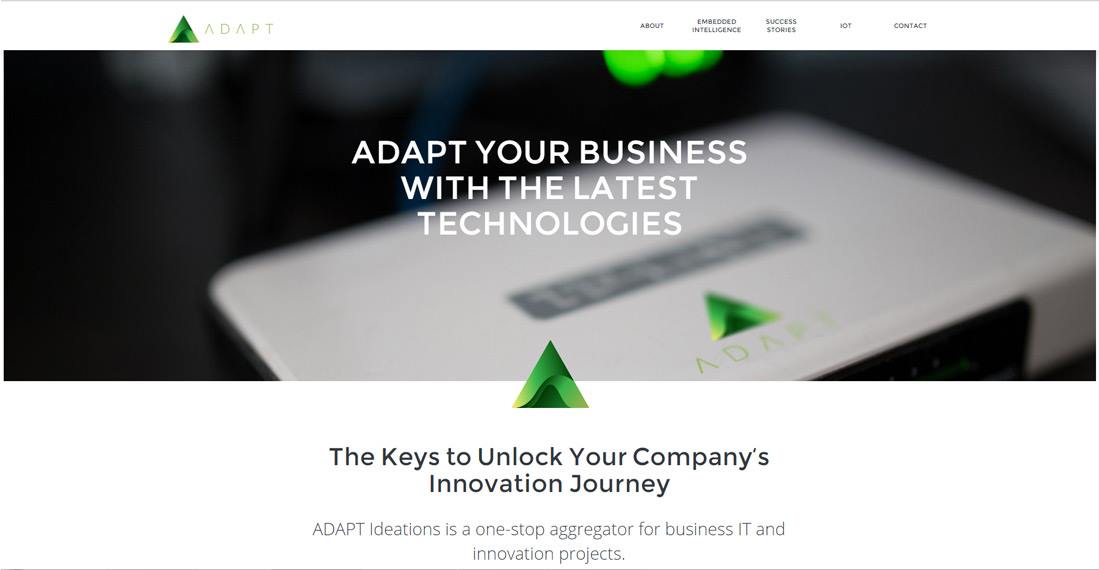 ADAPT
ABOUT
EMBEDDED
INTELLIGENCE
SUCCESS
STORIES
IOT
CONTACT
ADAPT YOUR BUSINESS
WITH THE LATEST
TECHNOLOGIES
ADAPT
The Keys to Unlock Your Company's
Innovation Journey
ADAPT Ideations is a one-stop aggregator for business IT and
innovation projects.